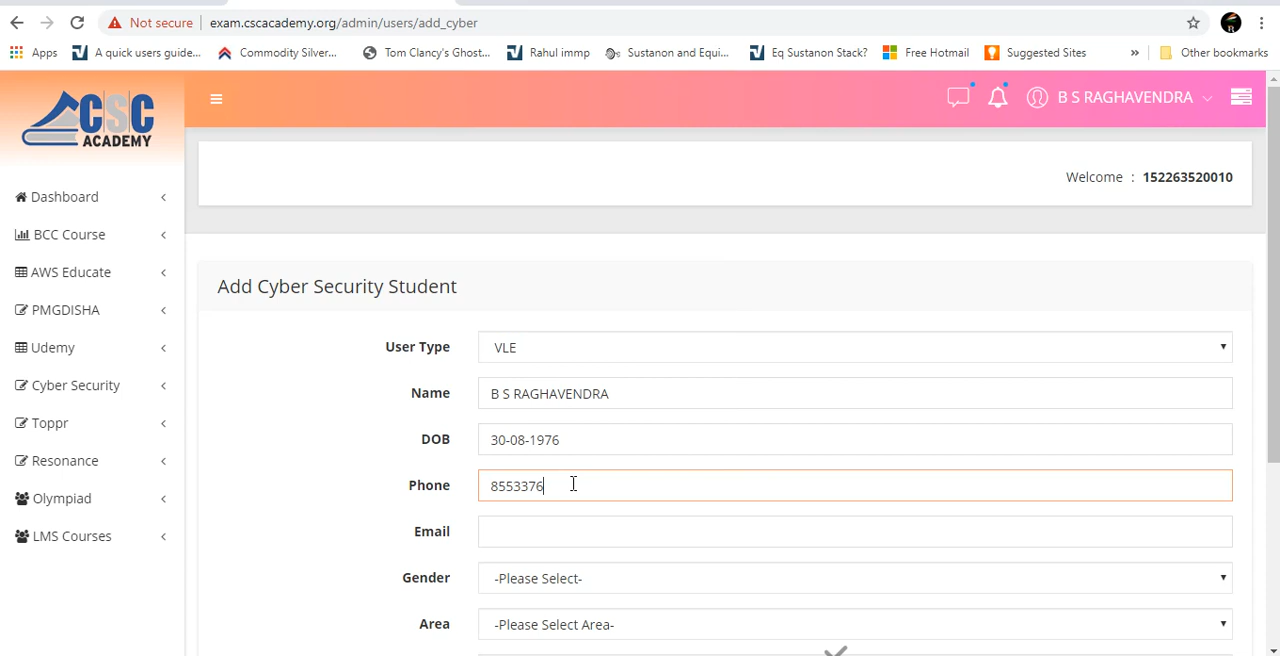 Not secure exam.cscacademy.org/admin/users/add_cyber
Apps A quick users guide... Commodity Silver... Tom Clancy's Ghost... Rahul immp Sustanon and Equi... Eq Sustanon Stack? Free Hotmail Suggested Sites » Other bookmarks
CSC
ACADEMY
B S RAGHAVENDRA
Welcome : 152263520010
Dashboard
BCC Course
AWS Educate
PMGDISHA
Udemy
Cyber Security
Toppr
Resonance
Olympiad
LMS Courses
Add Cyber Security Student
User Type VLE
Name B S RAGHAVENDRA
DOB 30-08-1976
Phone 8553376
Email
Gender -Please Select-
Area -Please Select Area-